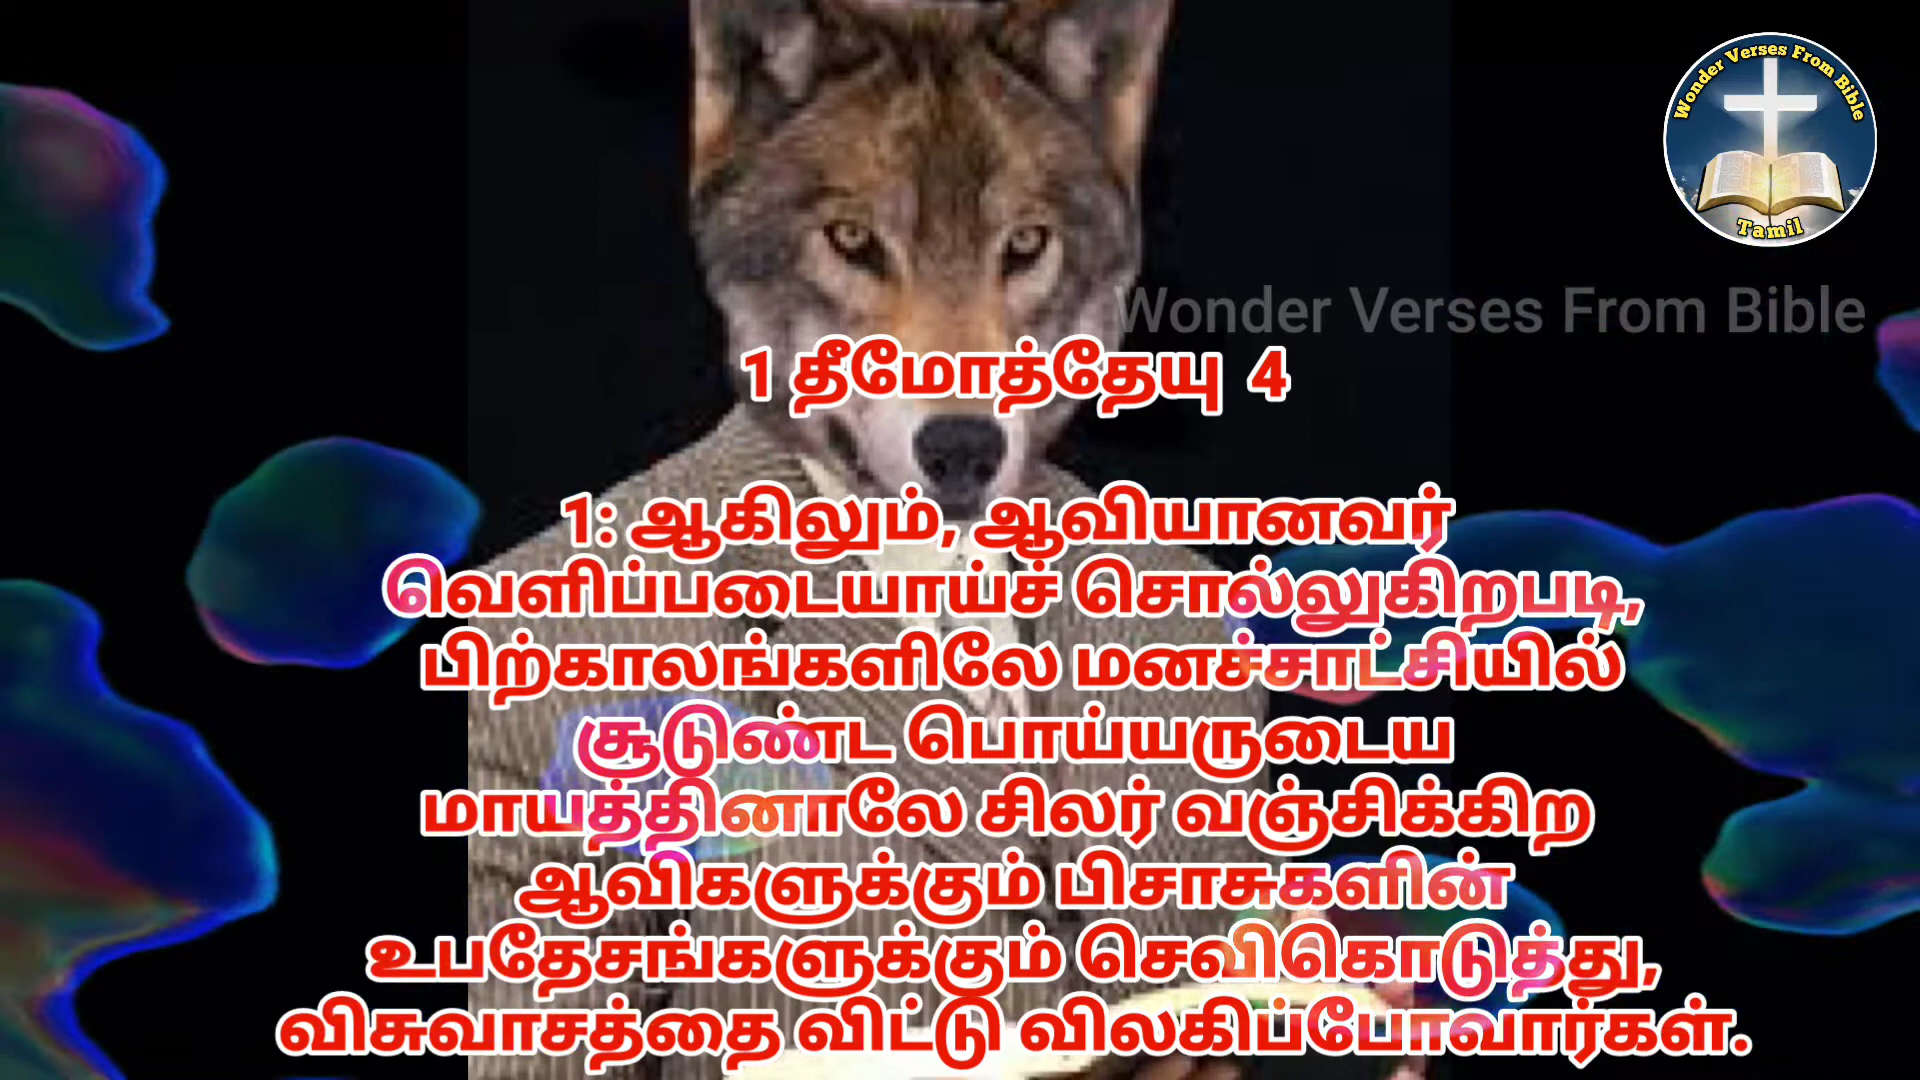 Wonder Verses From Bible
Tamil
Wonder Verses From Bible
1 தீமோத்தேயு 4
1: ஆகிலும், ஆவியானவர்
வெளிப்படையாய்ச் சொல்லுகிறபடி,
பிற்காலங்களிலே மனச்சாட்சியில்
சூடுண்ட பொய்யருடைய
மாயத்தினாலே சிலர் வஞ்சிக்கிற
ஆவிகளுக்கும் பிசாசுகளின்
உபதேசங்களுக்கும் செவிகொடுத்து,
விசுவாசத்தை விட்டு விலகிப்போவார்கள்.